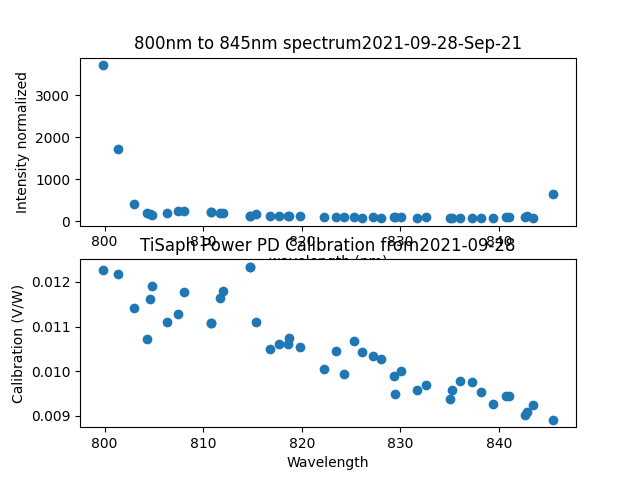 800nm to 845nm spectrum2021-09-28-Sep-21
Intensity normalized
3000
2000
1000
0
800 810 820 830 840
wavelength (nm)
TiSaph Power PD Calibration from2021-09-28
Calibration (V/W)
0.012
0.011
0.010
0.009
800 810 820 830 840
Wavelength